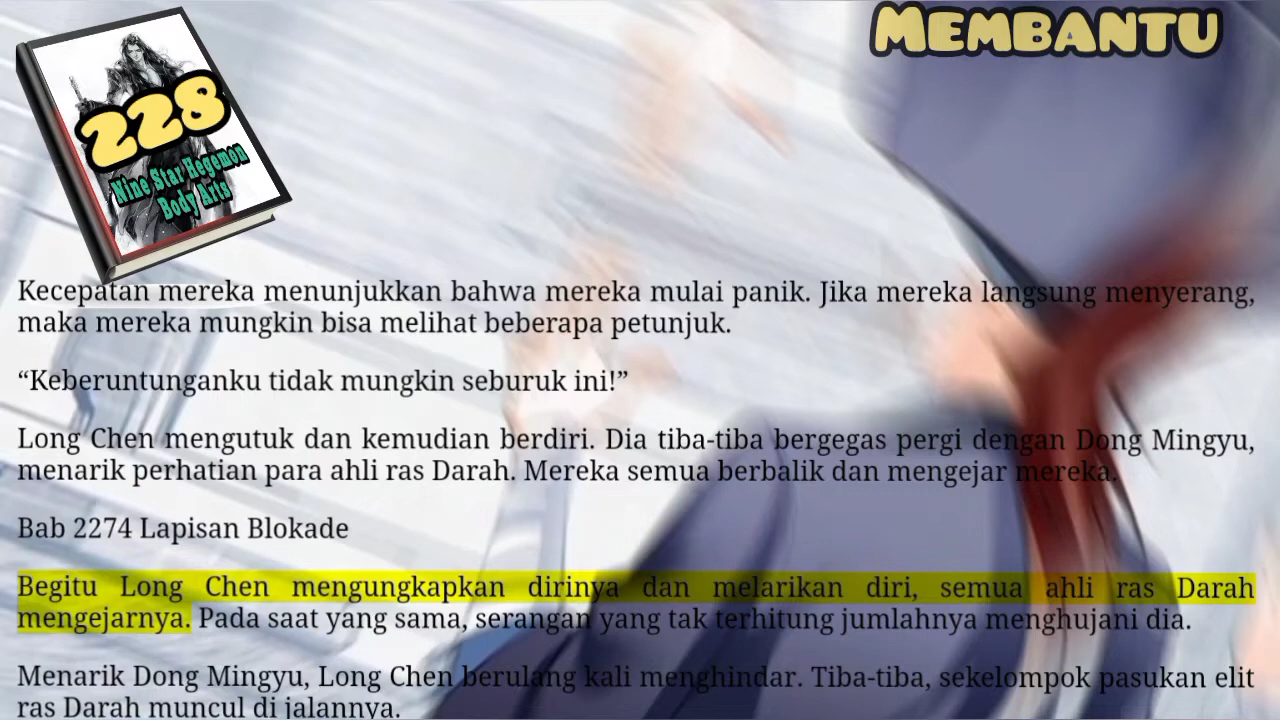 MEMBANTU
228
Nine Star Hegemon
Body Arts
Kecepatan mereka menunjukkan bahwa mereka mulai panik. Jika mereka langsung menyerang,
maka mereka mungkin bisa melihat beberapa petunjuk.
“Keberuntunganku tidak mungkin seburuk ini!”
Long Chen mengutuk dan kemudian berdiri. Dia tiba-tiba bergegas pergi dengan Dong Mingyu,
menarik perhatian para ahli ras Darah. Mereka semua berbalik dan mengejar mereka.
Bab 2274 Lapisan Blokade
Begitu Long Chen mengungkapkan dirinya dan melarikan diri, semua ahli ras Darah
mengejarnya. Pada saat yang sama, serangan yang tak terhitung jumlahnya menghujani dia.
Menarik Dong Mingyu, Long Chen berulang kali menghindar. Tiba-tiba, sekelompok pasukan elit
ras Darah muncul di jalannya.